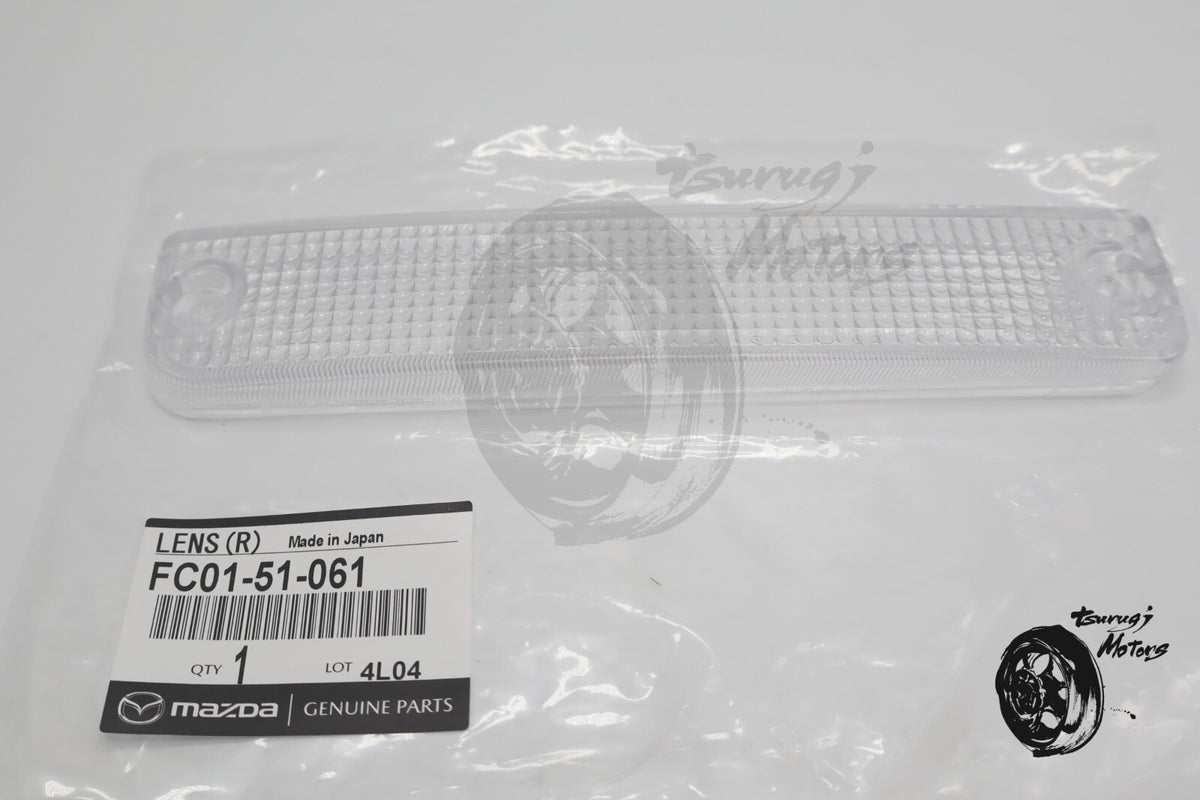 tsurugi
Motors
LENS (R) Made in Japan
FC01-51-061
QTY 1 LOT 4L04
mazda | GENUINE PARTS
tsurugi
Motors